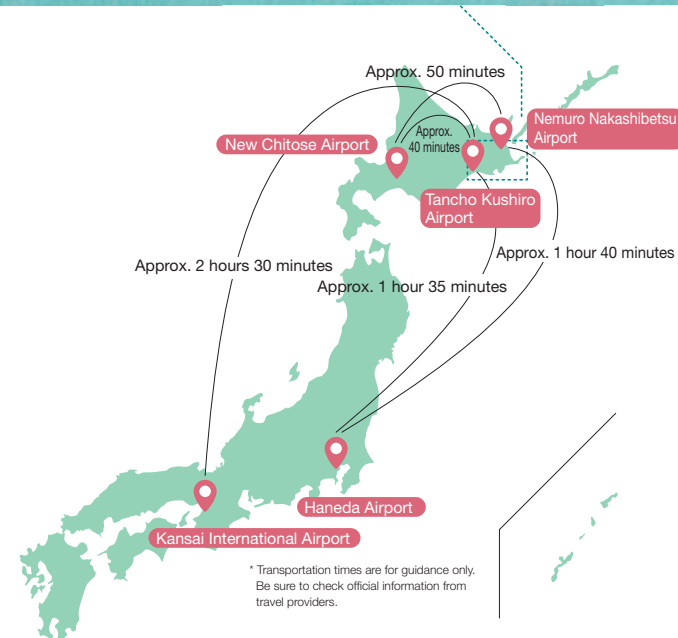 Approx. 50 minutes
Nemuro Nakashibetsu
Airport
New Chitose Airport
Approx.
40 minutes
Tancho Kushiro
Airport
Approx. 2 hours 30 minutes
Approx. 1 hour 40 minutes
Approx. 1 hour 35 minutes
Haneda Airport
Kansai International Airport
* Transportation times are for guidance only.
Be sure to check official information from
travel providers.